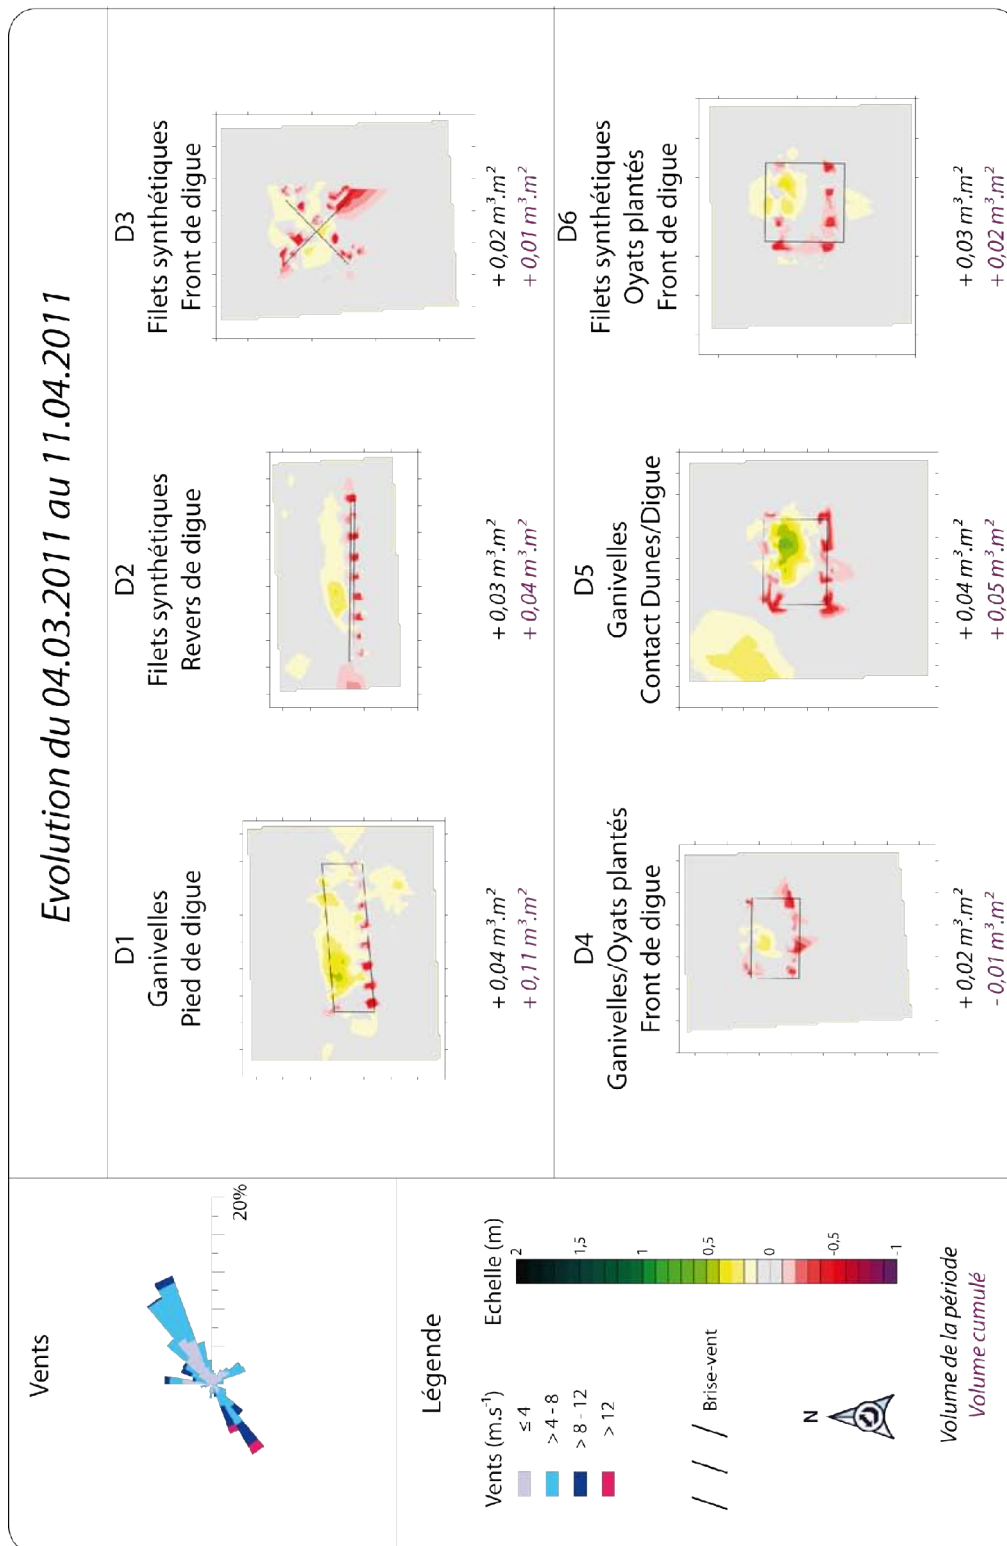 Evolution du 04.03.2011 au 11.04.2011
Vents
20%
Légende
Vents (m.s⁻¹)
≤ 4
> 4 - 8
> 8 - 12
> 12
Echelle (m)
2
1,5
1
0,5
0
-0,5
-1
Brise-vent
N
Volume de la période
Volume cumulé
D1
Ganivelles
Pied de digue
+ 0,04 m³.m²
+ 0,11 m³.m²
D2
Filets synthétiques
Revers de digue
+ 0,03 m³.m²
+ 0,04 m³.m²
D3
Filets synthétiques
Front de digue
+ 0,02 m³.m²
+ 0,01 m³.m²
D4
Ganivelles/Oyats plantés
Front de digue
+ 0,02 m³.m²
- 0,01 m³.m²
D5
Ganivelles
Contact Dunes/Digue
+ 0,04 m³.m²
+ 0,05 m³.m²
D6
Filets synthétiques
Oyats plantés
Front de digue
+ 0,03 m³.m²
+ 0,02 m³.m²